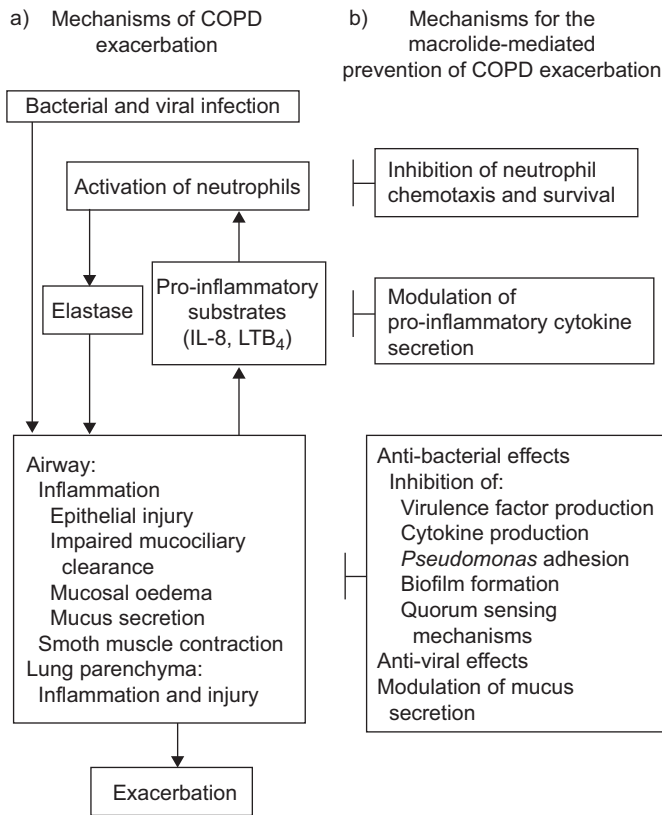 a) Mechanisms of COPD
exacerbation
Bacterial and viral infection
Activation of neutrophils
Elastase
Pro-inflammatory
substrates
(IL-8, LTB4)
Airway:
Inflammation
Epithelial injury
Impaired mucociliary
clearance
Mucosal oedema
Mucus secretion
Smoth muscle contraction
Lung parenchyma:
Inflammation and injury
Exacerbation
b) Mechanisms for the
macrolide-mediated
prevention of COPD exacerbation
Inhibition of neutrophil
chemotaxis and survival
Modulation of
pro-inflammatory cytokine
secretion
Anti-bacterial effects
Inhibition of:
Virulence factor production
Cytokine production
Pseudomonas adhesion
Biofilm formation
Quorum sensing
mechanisms
Anti-viral effects
Modulation of mucus
secretion